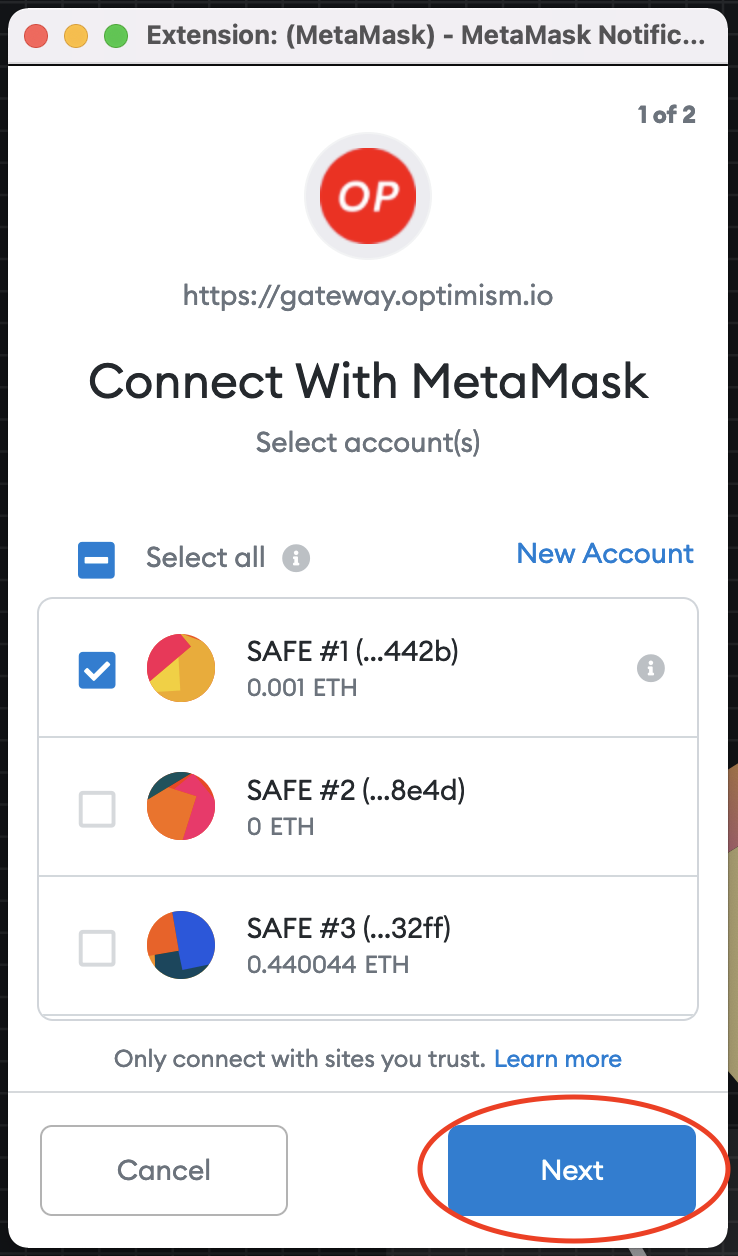 Extension: (MetaMask) - MetaMask Notific...
1 of 2
OP
https://gateway.optimism.io
Connect With MetaMask
Select account(s)
Select all
New Account
SAFE #1 (...442b)
0.001 ETH
SAFE #2 (...8e4d)
0 ETH
SAFE #3 (...32ff)
0.440044 ETH
Only connect with sites you trust. Learn more
Cancel
Next